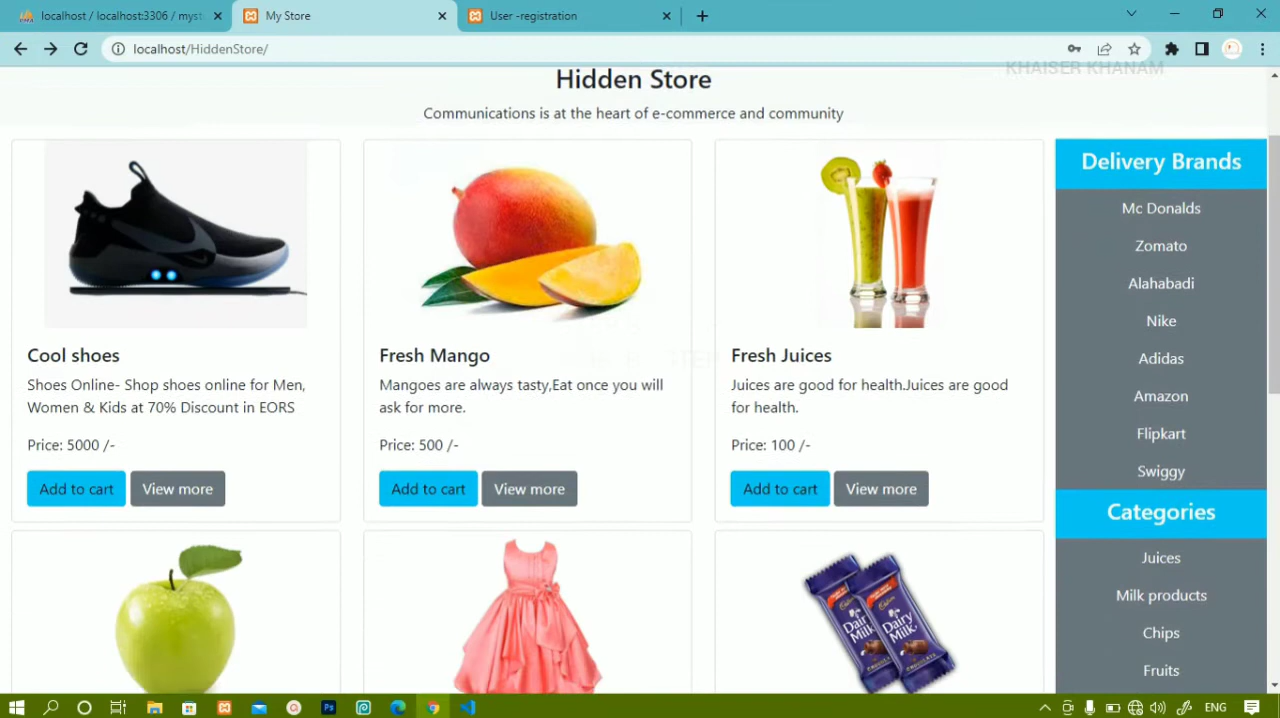 localhost / localhost:3306 / myst
My Store
User -registration
localhost/HiddenStore/
KHAISER KHANAM
Hidden Store
Communications is at the heart of e-commerce and community
Cool shoes
Shoes Online- Shop shoes online for Men,
Women & Kids at 70% Discount in EORS
Price: 5000 /-
Add to cart
View more
Fresh Mango
Mangoes are always tasty,Eat once you will
ask for more.
Price: 500 /-
Add to cart
View more
Fresh Juices
Juices are good for health.Juices are good
for health.
Price: 100 /-
Add to cart
View more
Dairy
Milk
Dairy
Milk
Delivery Brands
Mc Donalds
Zomato
Alahabadi
Nike
Adidas
Amazon
Flipkart
Swiggy
Categories
Juices
Milk products
Chips
Fruits
Ps
ENG